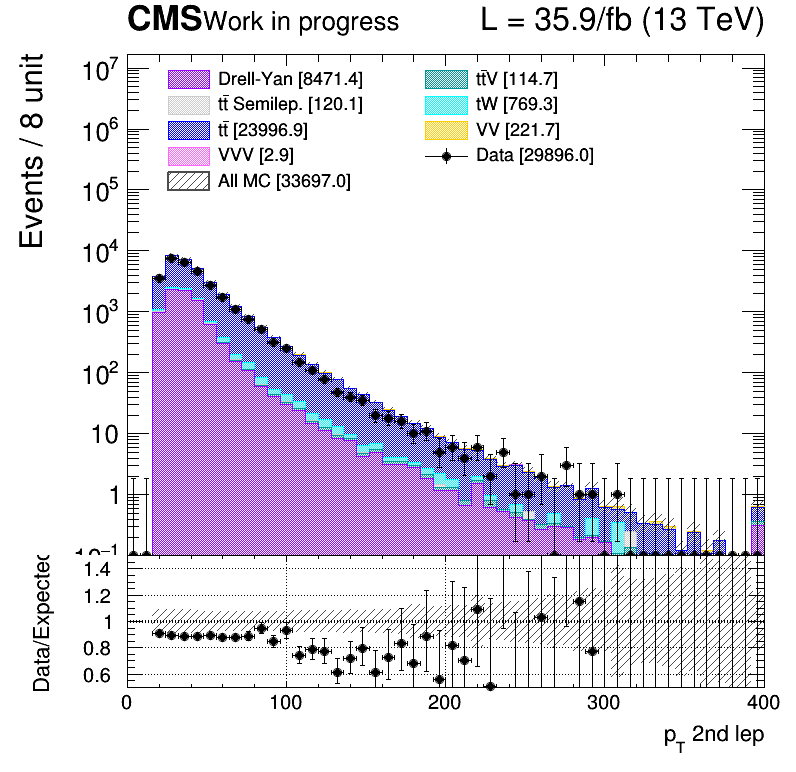 CMS Work in progress L = 35.9/fb (13 TeV)
Events / 8 unit
10⁷
10⁶
10⁵
10⁴
10³
10²
10
1
10⁻¹
Drell-Yan [8471.4]
tt̄ Semilep. [120.1]
tt̄ [23996.9]
VVV [2.9]
All MC [33697.0]
tt̄V [114.7]
tW [769.3]
VV [221.7]
Data [29896.0]
Data/Expected
1.4
1.2
1
0.8
0.6
0 100 200 300 400
p_T 2nd lep